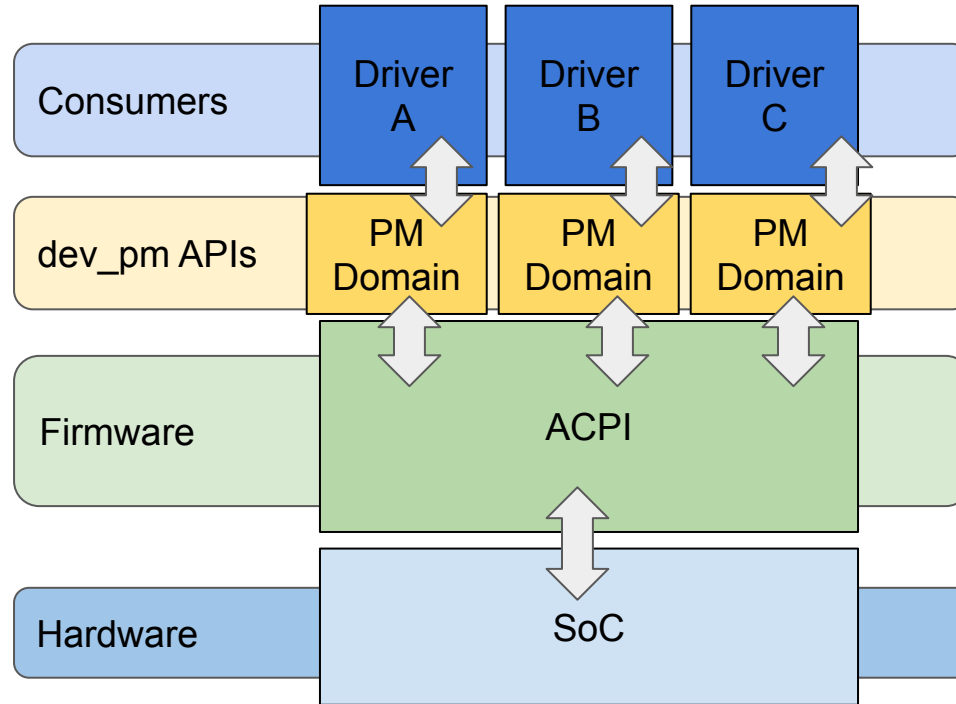 Consumers
Driver
A
Driver
B
Driver
C
dev_pm APIs
PM
Domain
PM
Domain
PM
Domain
Firmware
ACPI
Hardware
SoC